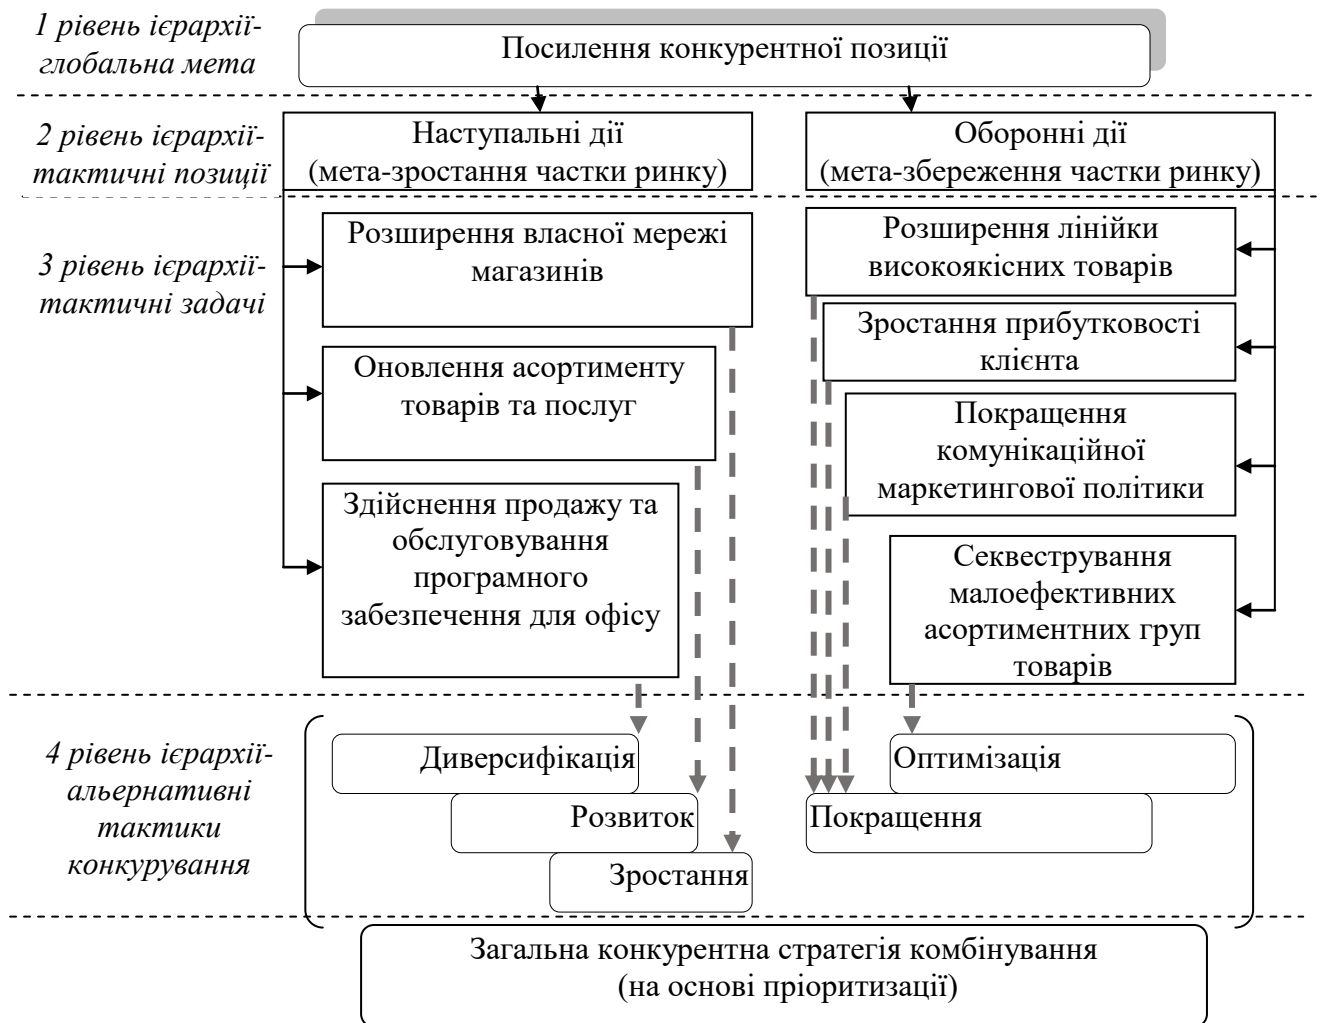 1 рівень ієрархії-
глобальна мета
Посилення конкурентної позиції
2 рівень ієрархії-
тактичні позиції
Наступальні дії
(мета-зростання частки ринку)
Оборонні дії
(мета-збереження частки ринку)
3 рівень ієрархії-
тактичні задачі
Розширення власної мережі
магазинів
Оновлення асортименту
товарів та послуг
Здійснення продажу та
обслуговування
програмного
забезпечення для офісу
Розширення лінійки
високоякісних товарів
Зростання прибутковості
клієнта
Покращення
комунікаційної
маркетингової політики
Секвестрування
малоефективних
асортиментних груп
товарів
4 рівень ієрархії-
альернативні
тактики
конкурування
Диверсифікація
Розвиток
Зростання
Оптимізація
Покращення
Загальна конкурентна стратегія комбінування
(на основі пріоритизації)